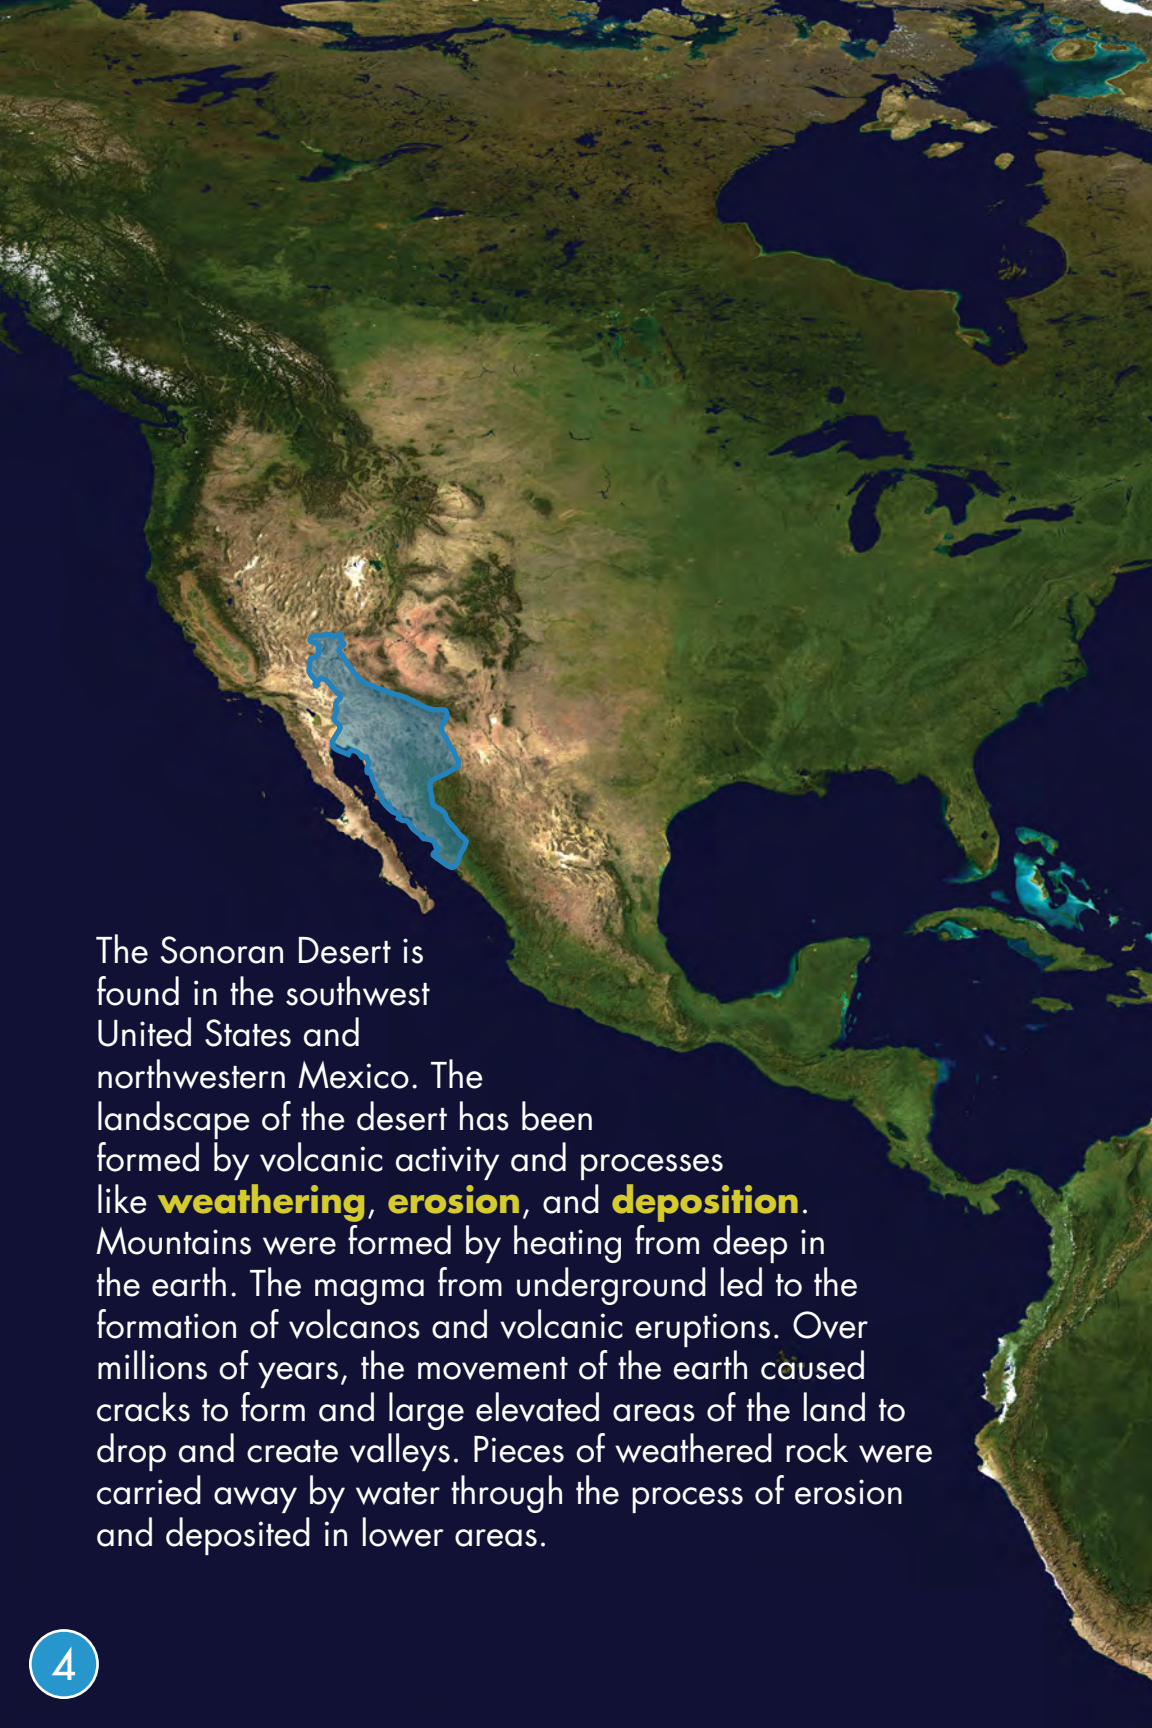 The Sonoran Desert is
found in the southwest
United States and
northwestern Mexico. The
landscape of the desert has been
formed by volcanic activity and processes
like weathering, erosion, and deposition.
Mountains were formed by heating from deep in
the earth. The magma from underground led to the
formation of volcanos and volcanic eruptions. Over
millions of years, the movement of the earth caused
cracks to form and large elevated areas of the land to
drop and create valleys. Pieces of weathered rock were
carried away by water through the process of erosion
and deposited in lower areas.
4